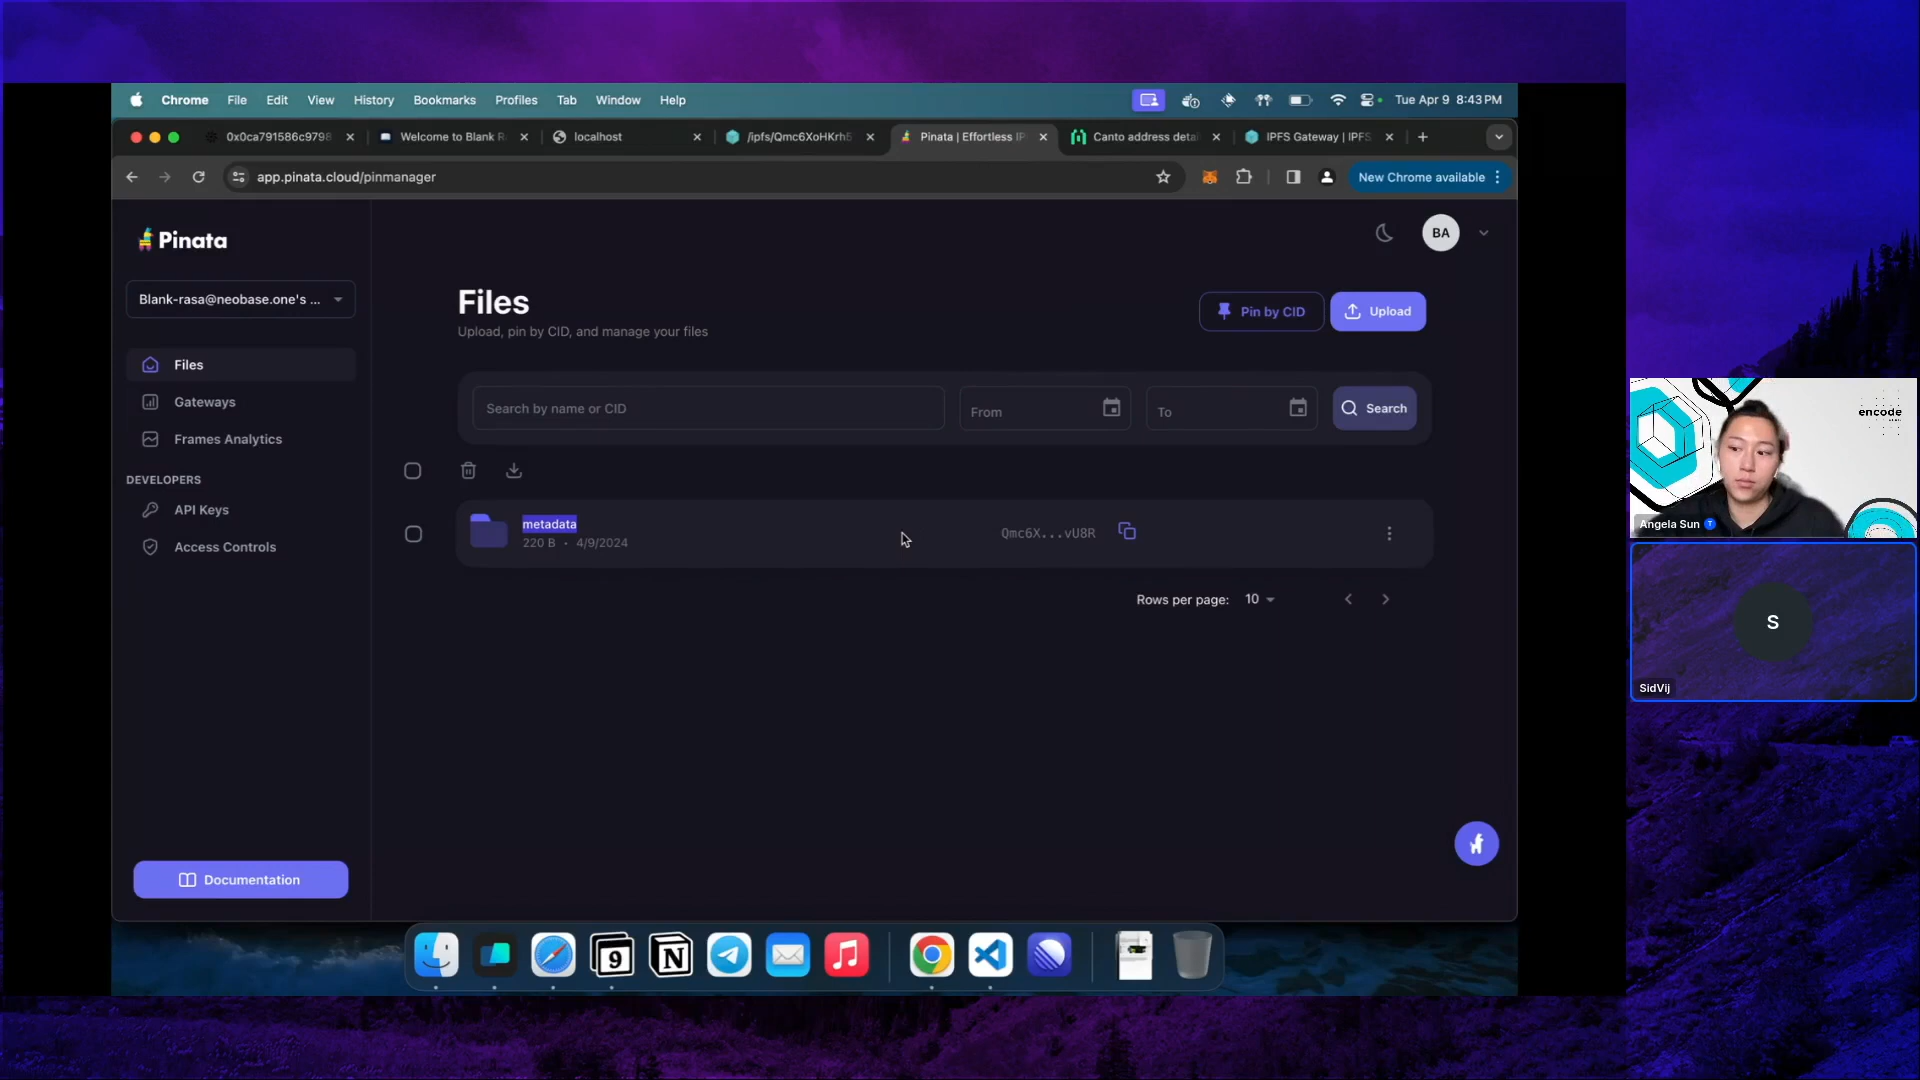 Chrome File Edit View History Bookmarks Profiles Tab Window Help Tue Apr 9 8:43 PM
0x0ca791586c9798 Welcome to Blank R localhost /ipfs/Qmc6XoHKrh5 Pinata | Effortless IP Canto address deta IPFS Gateway | IPFS
app.pinata.cloud/pinmanager New Chrome available
Pinata
BA
Blank-rasa@neobase.one's ...
Files
Gateways
Frames Analytics
DEVELOPERS
API Keys
Access Controls
Documentation
Files
Upload, pin by CID, and manage your files
Pin by CID
Upload
Search by name or CID
From
To
Search
metadata
220 B • 4/9/2024
Qmc6X...vU8R
Rows per page: 10
9
encode
Angela Sun
S
SidVij